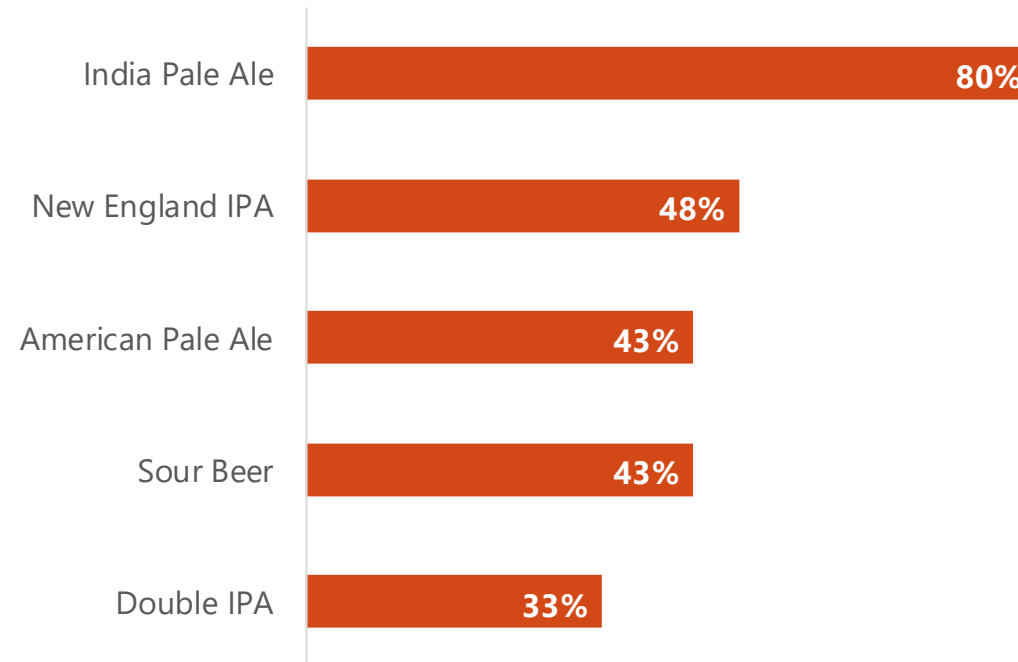 India Pale Ale 80%
New England IPA 48%
American Pale Ale 43%
Sour Beer 43%
Double IPA 33%